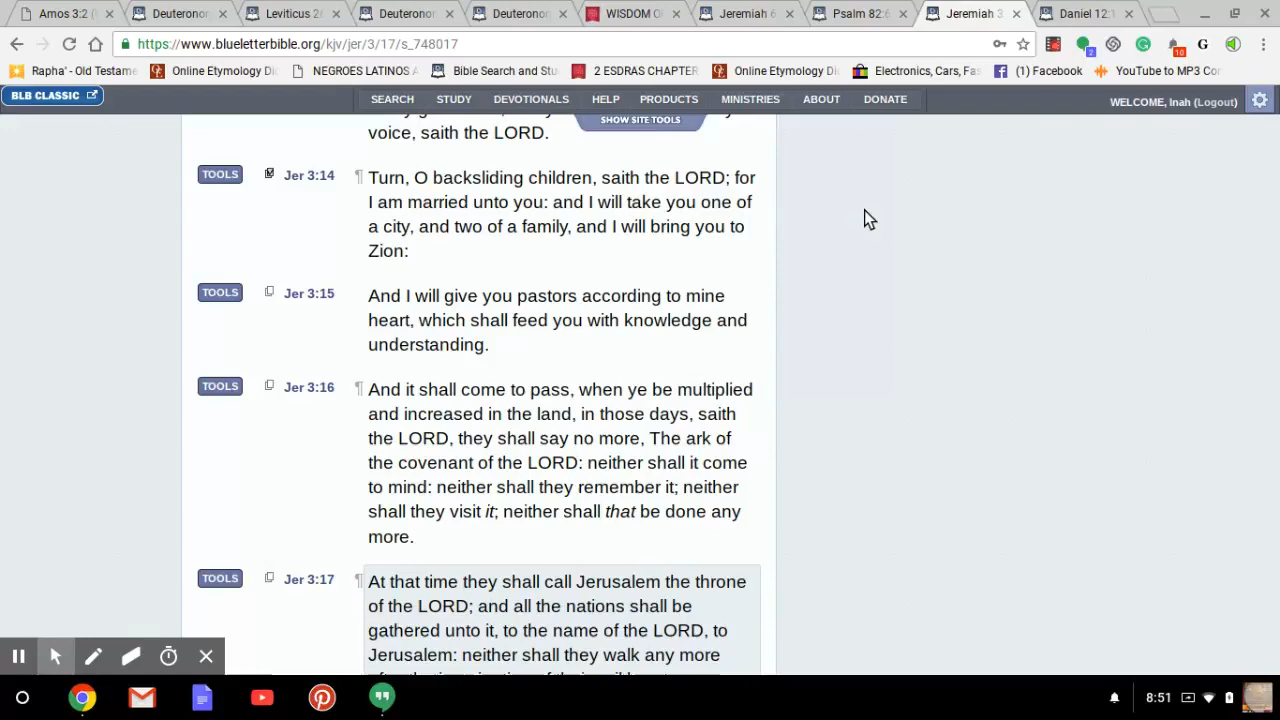 Amos 3:2 (
Deuteronor
Leviticus 2
Deuteronor
Deuteronor
WISDOM O
Jeremiah 6
Psalm 82:6
Jeremiah 3
Daniel 12:1
https://www.blueletterbible.org/kjv/jer/3/17/s_748017
2
10
G
Rapha' - Old Testame
Online Etymology Dic
NEGROES LATINOS A
Bible Search and Stu
2 ESDRAS CHAPTER
Online Etymology Di
Electronics, Cars, Fas
(1) Facebook
YouTube to MP3 Cor
BLB CLASSIC
SEARCH STUDY DEVOTIONALS HELP PRODUCTS MINISTRIES ABOUT DONATE
WELCOME, Inah (Logout)
SHOW SITE TOOLS
voice, saith the LORD.
TOOLS Jer 3:14 ¶ Turn, O backsliding children, saith the LORD; for
I am married unto you: and I will take you one of
a city, and two of a family, and I will bring you to
Zion:
TOOLS Jer 3:15 And I will give you pastors according to mine
heart, which shall feed you with knowledge and
understanding.
TOOLS Jer 3:16 ¶ And it shall come to pass, when ye be multiplied
and increased in the land, in those days, saith
the LORD, they shall say no more, The ark of
the covenant of the LORD: neither shall it come
to mind: neither shall they remember it; neither
shall they visit it; neither shall that be done any
more.
TOOLS Jer 3:17 ¶ At that time they shall call Jerusalem the throne
of the LORD; and all the nations shall be
gathered unto it, to the name of the LORD, to
Jerusalem: neither shall they walk any more
8:51